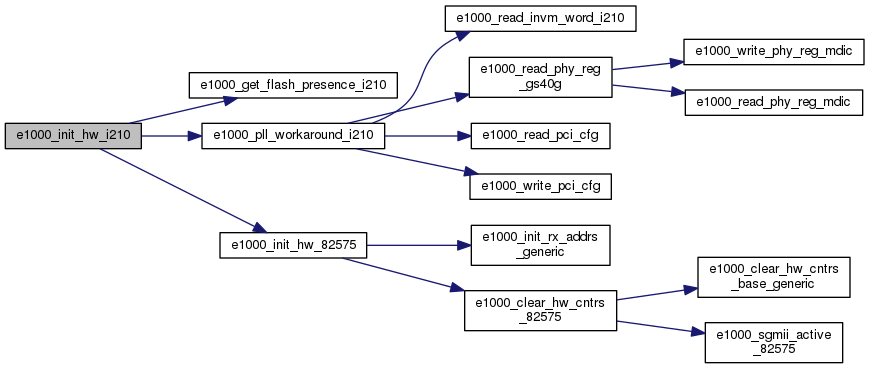 e1000_read_invm_word_i210
e1000_write_phy_reg_mdic
e1000_read_phy_reg
_gs40g
e1000_get_flash_presence_i210
e1000_read_phy_reg_mdic
e1000_init_hw_i210
e1000_pll_workaround_i210
e1000_read_pci_cfg
e1000_write_pci_cfg
e1000_init_hw_82575
e1000_init_rx_addrs
_generic
e1000_clear_hw_cntrs
_base_generic
e1000_clear_hw_cntrs
_82575
e1000_sgmii_active
_82575